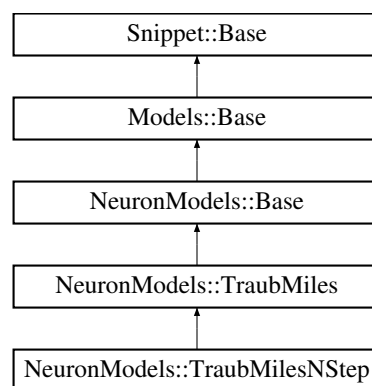 Snippet::Base
Models::Base
NeuronModels::Base
NeuronModels::TraubMiles
NeuronModels::TraubMilesNStep